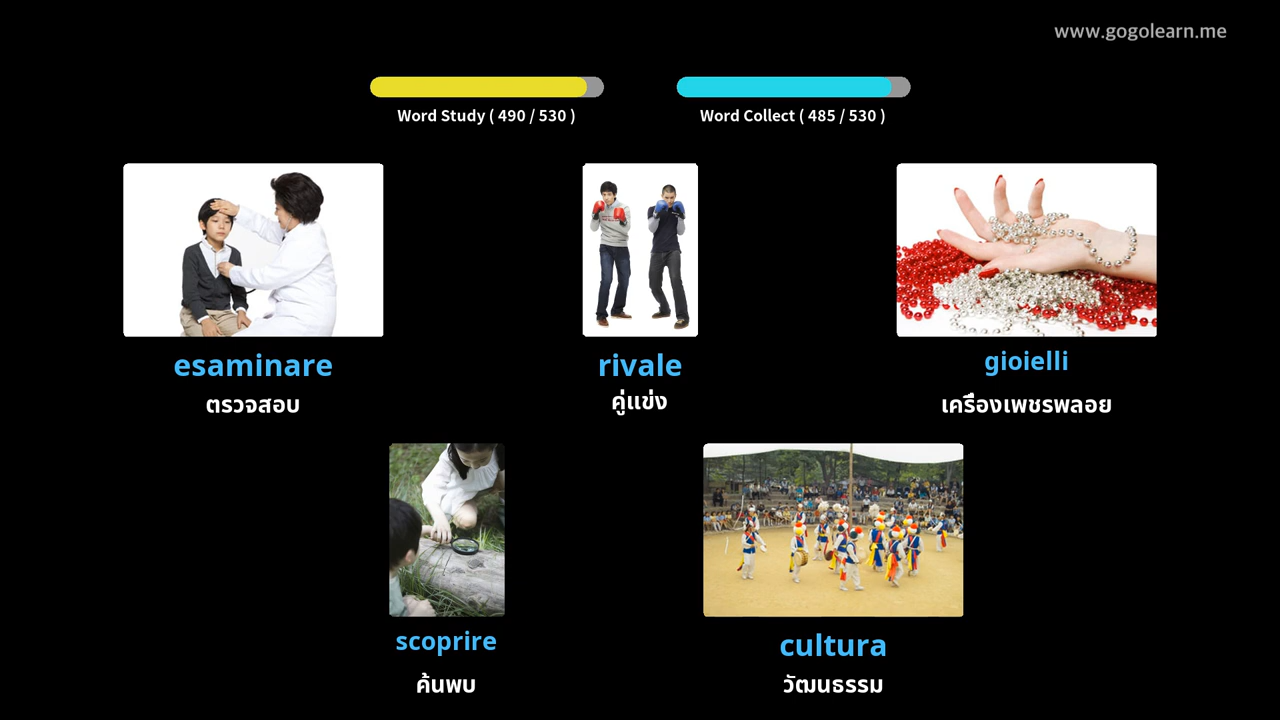 www.gogolearn.me
Word Study ( 490 / 530 )
Word Collect ( 485 / 530 )
esaminare
ตรวจสอบ
rivale
คู่แข่ง
gioielli
เครื่องเพชรพลอย
scoprire
ค้นพบ
cultura
วัฒนธรรม